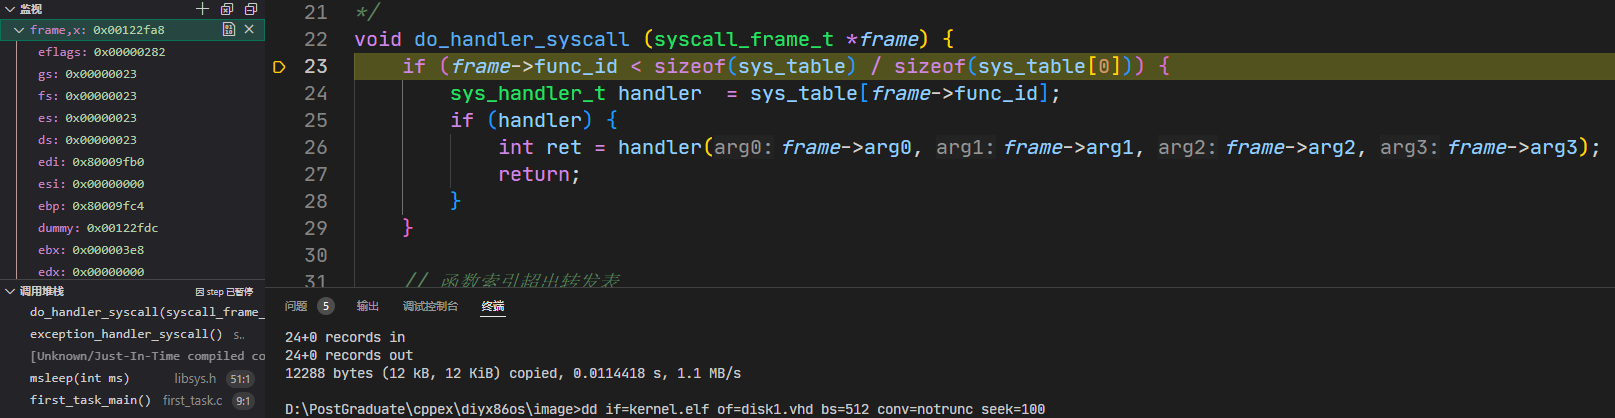 监视
frame,x: 0x00122fa8
eflags: 0x00000282
gs: 0x00000023
fs: 0x00000023
es: 0x00000023
ds: 0x00000023
edi: 0x80009fb0
esi: 0x00000000
ebp: 0x80009fc4
dummy: 0x00122fdc
ebx: 0x000003e8
edx: 0x00000000
调用堆栈 因 step 已暂停
do_handler_syscall(syscall_frame_
exception_handler_syscall() s..
[Unknown/Just-In-Time compiled co
msleep(int ms) libsys.h 51:1
first_task_main() first_task.c 9:1
21 */
22 void do_handler_syscall (syscall_frame_t *frame) {
23 if (frame->func_id < sizeof(sys_table) / sizeof(sys_table[0])) {
24 sys_handler_t handler = sys_table[frame->func_id];
25 if (handler) {
26 int ret = handler(arg0: frame->arg0, arg1: frame->arg1, arg2: frame->arg2, arg3: frame->arg3);
27 return;
28 }
29 }
30
31 // 函数索引超出转发表
问题 5 输出 调试控制台 终端
24+0 records in
24+0 records out
12288 bytes (12 kB, 12 KiB) copied, 0.0114418 s, 1.1 MB/s
D:\PostGraduate\cppex\diyx86os\image>dd if=kernel.elf of=disk1.vhd bs=512 conv=notrunc seek=100